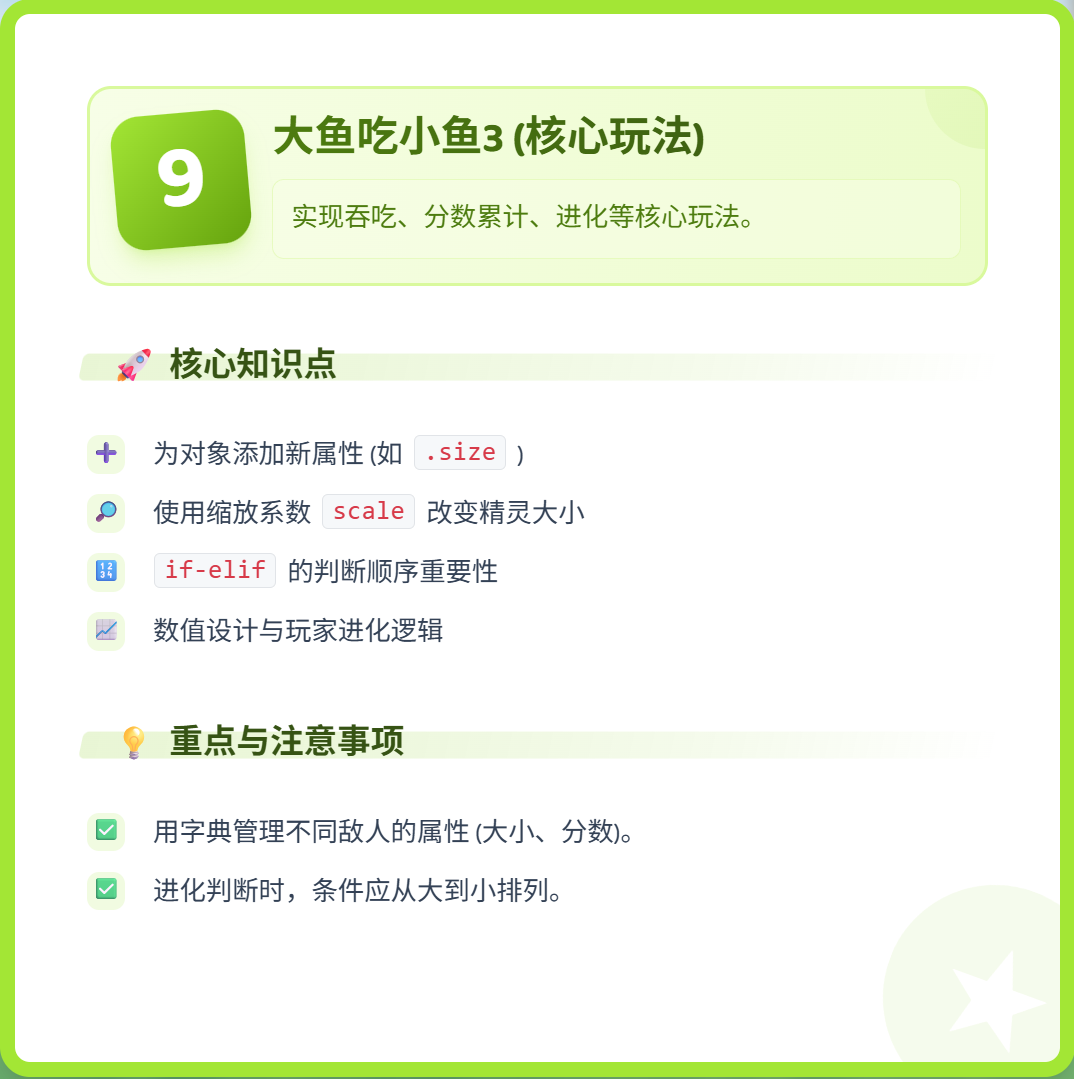 9
大鱼吃小鱼3 (核心玩法)
实现吞吃、分数累计、进化等核心玩法。
🚀 核心知识点
➕ 为对象添加新属性 (如 .size )
🔎 使用缩放系数 scale 改变精灵大小
🔢 if-elif 的判断顺序重要性
📈 数值设计与玩家进化逻辑
💡 重点与注意事项
✅ 用字典管理不同敌人的属性 (大小、分数)。
✅ 进化判断时，条件应从大到小排列。